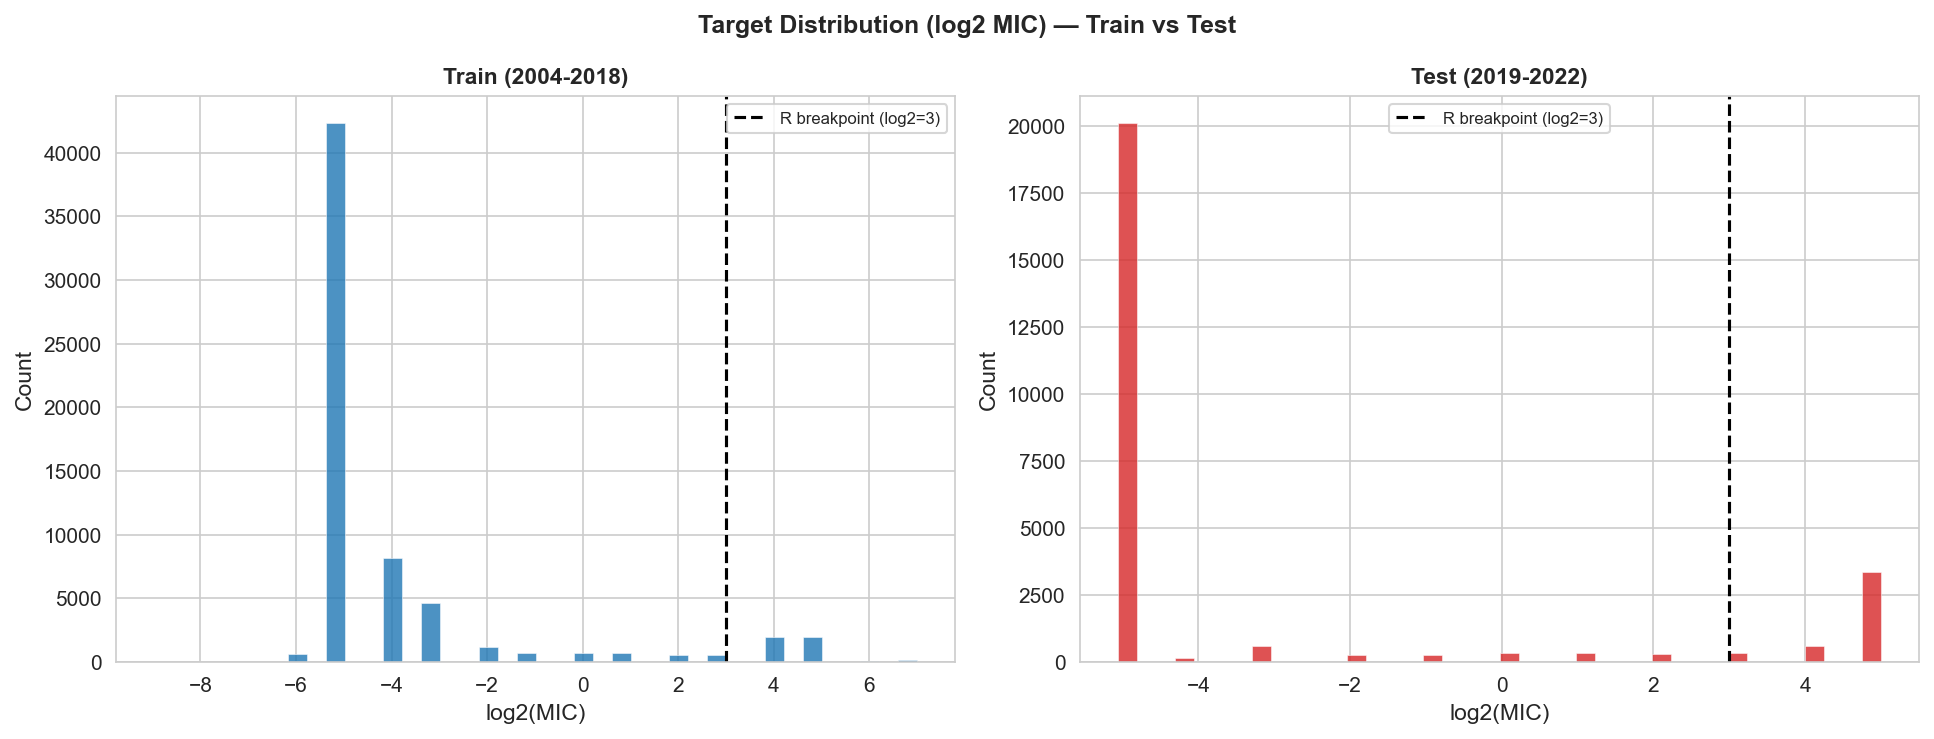 Target Distribution (log2 MIC) — Train vs Test
Train (2004-2018)
R breakpoint (log2=3)
Count
40000
35000
30000
25000
20000
15000
10000
5000
0
−8 −6 −4 −2 0 2 4 6
log2(MIC)
Test (2019-2022)
R breakpoint (log2=3)
Count
20000
17500
15000
12500
10000
7500
5000
2500
0
−4 −2 0 2 4
log2(MIC)